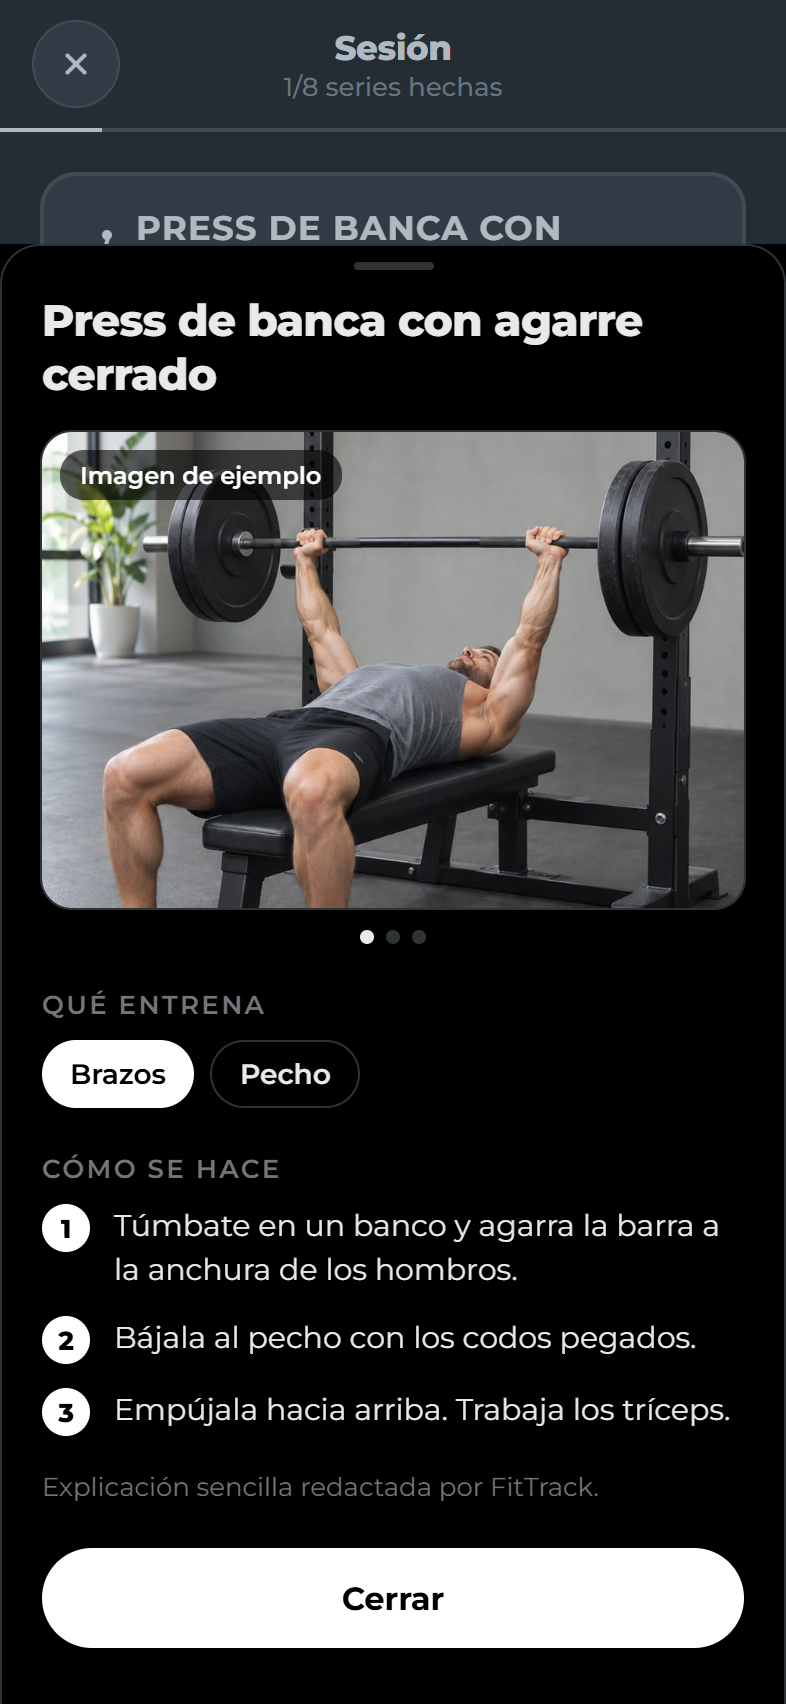 Sesión
1/8 series hechas
PRESS DE BANCA CON
Press de banca con agarre
cerrado
Imagen de ejemplo
QUÉ ENTRENA
Brazos
Pecho
CÓMO SE HACE
1 Túmbate en un banco y agarra la barra a
la anchura de los hombros.
2 Bájala al pecho con los codos pegados.
3 Empújala hacia arriba. Trabaja los tríceps.
Explicación sencilla redactada por FitTrack.
Cerrar